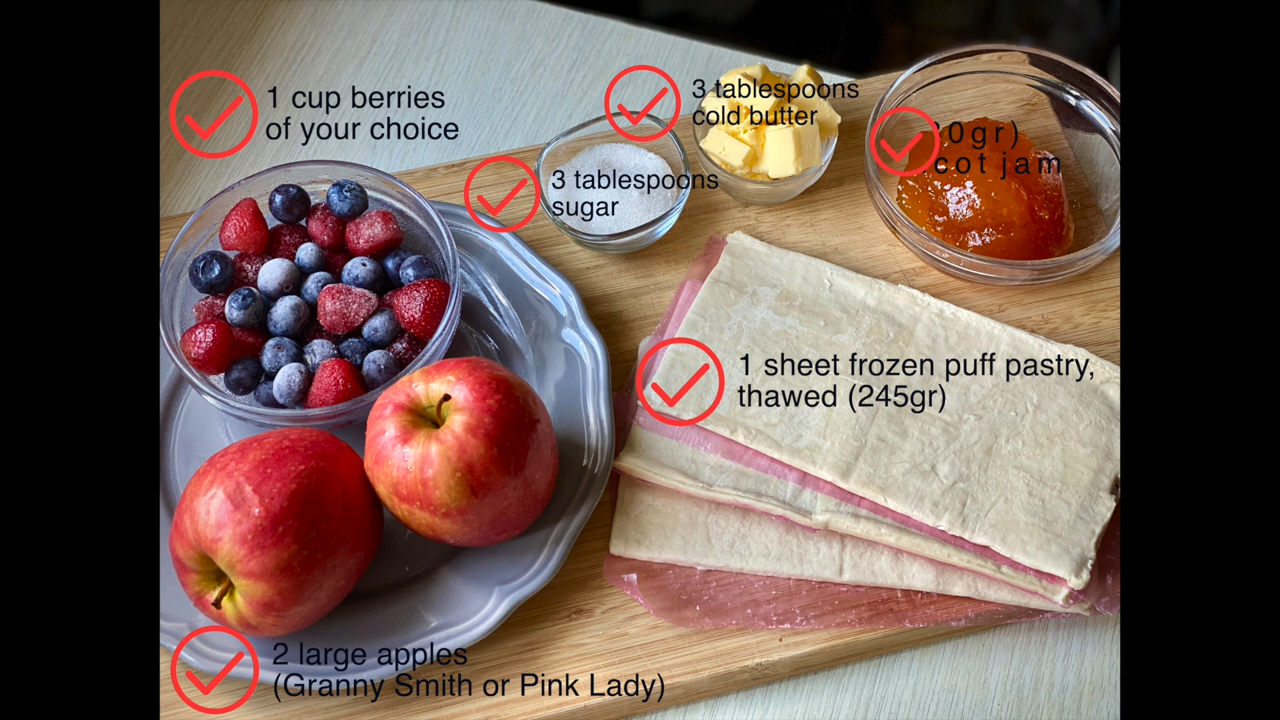 1 cup berries
of your choice
3 tablespoons
cold butter
3 tablespoons
sugar
0gr)
cot jam
1 sheet frozen puff pastry,
thawed (245gr)
2 large apples
(Granny Smith or Pink Lady)